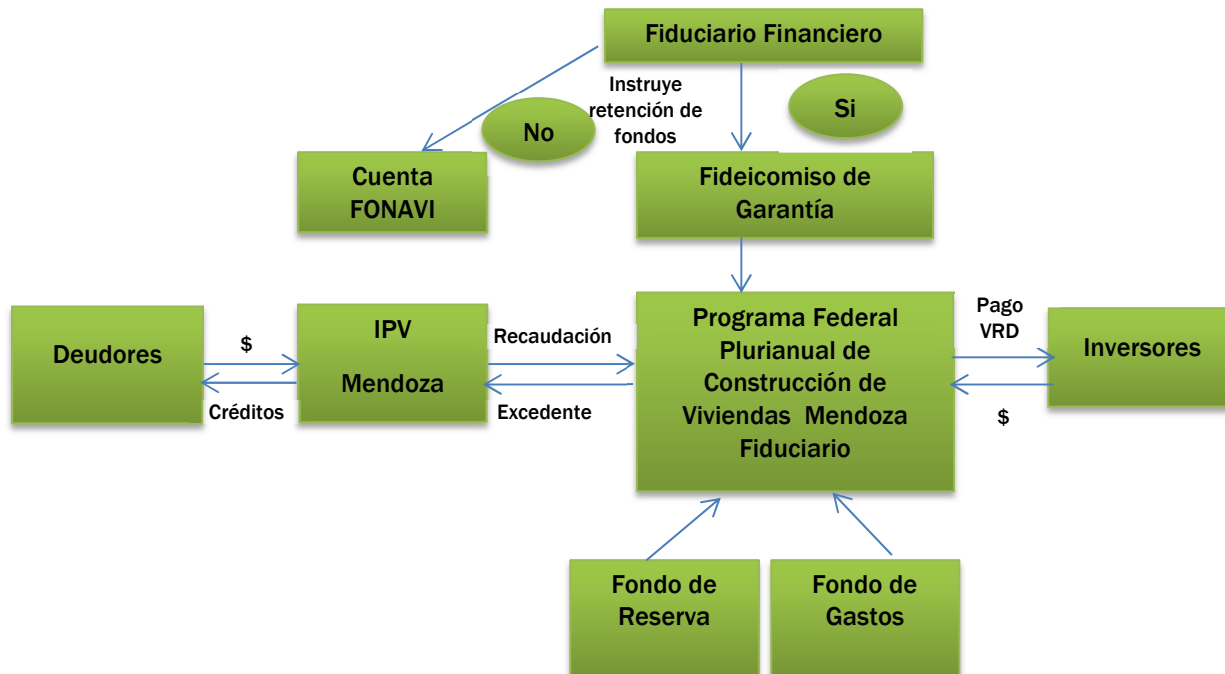 Fiduciario Financiero
Instruye
retención de
fondos
No
Si
Cuenta
FONAVI
Fideicomiso de
Garantía
Deudores
$
Créditos
IPV
Mendoza
Recaudación
Excedente
Programa Federal
Plurianual de
Construcción de
Viviendas Mendoza
Fiduciario
Pago
VRD
$
Inversores
Fondo de
Reserva
Fondo de
Gastos